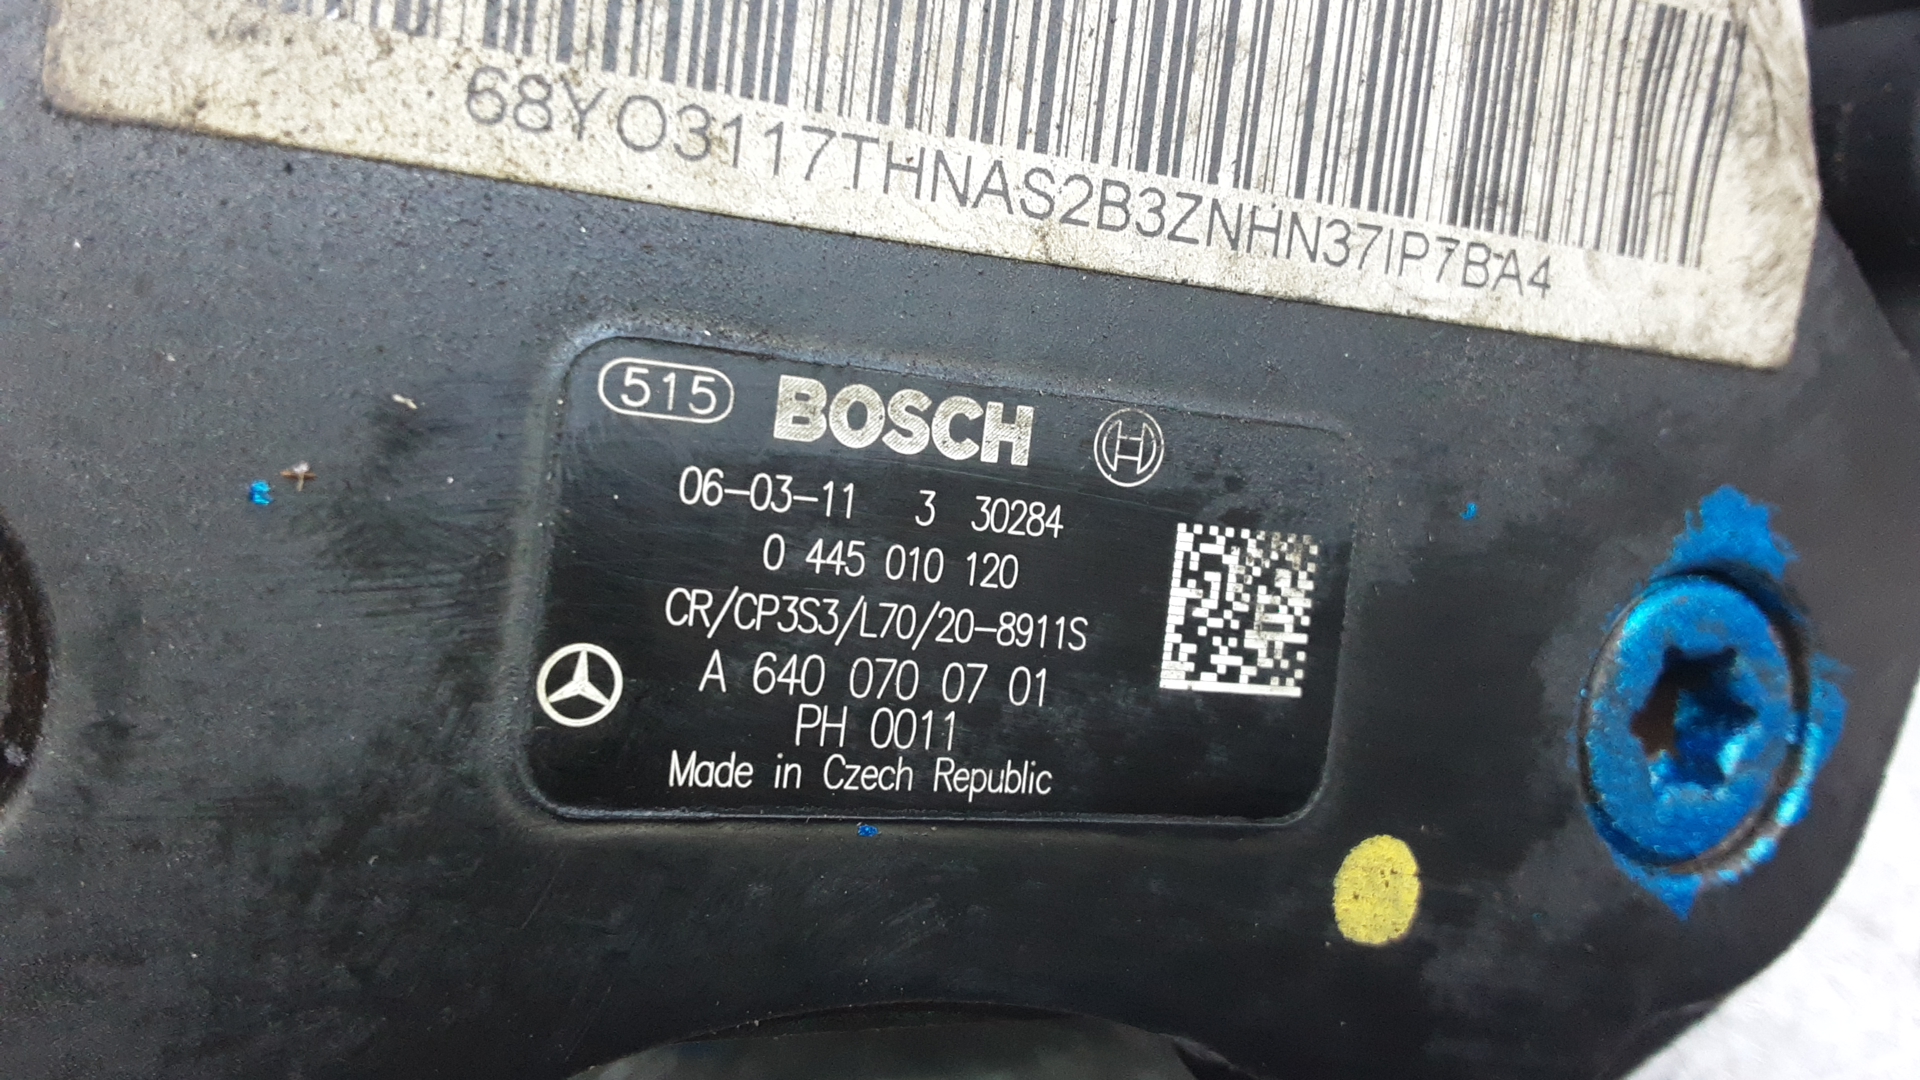 68YO3117THNAS2B3ZNHN37IP7BA4
515 BOSCH
06-03-11 3 30284
0 445 010 120
CR/CP3S3/L70/20-8911S
A 640 070 07 01
PH 0011
Made in Czech Republic